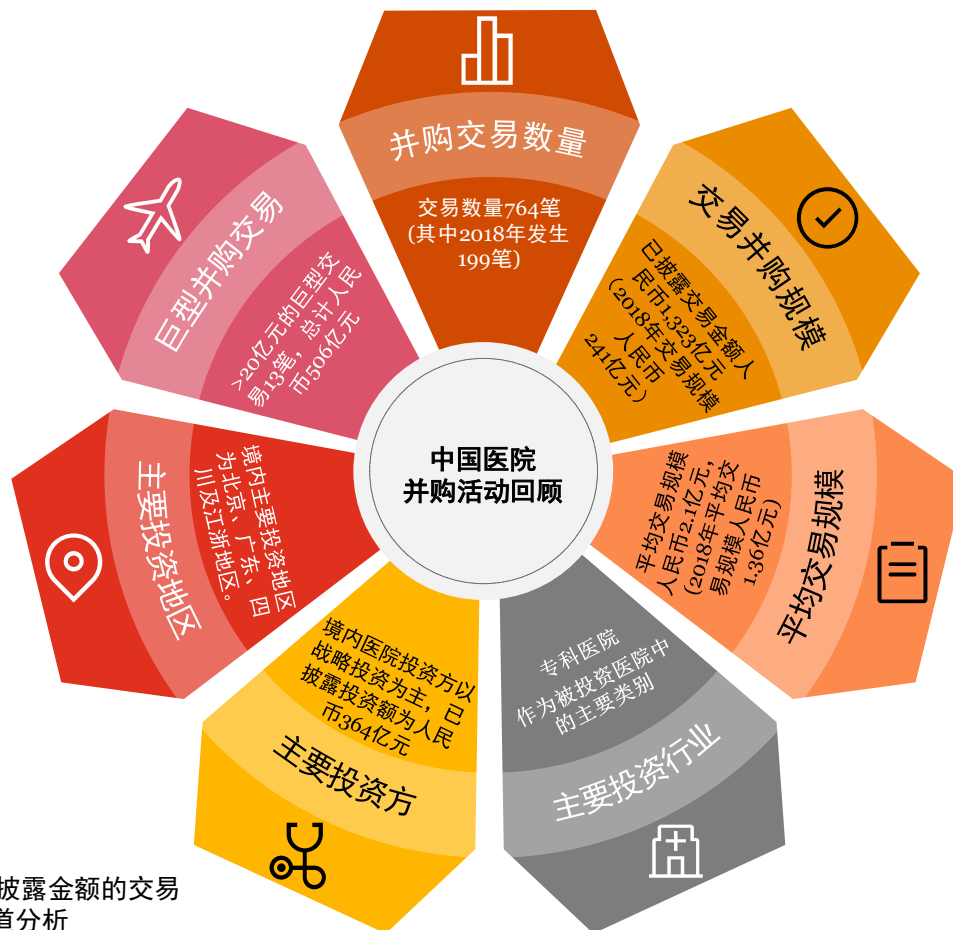 并购交易数量
交易数量764笔
(其中2018年发生
199笔)
交易并购规模
已披露交易金额人
民币1,323亿元
(2018年交易规模
人民币
241亿元)
平均交易规模
平均交易规模
人民币2.1亿元,
(2018年平均交
易规模人民币
1.36亿元)
专科医院
作为被投资医院中
的主要类别
主要投资行业
境内医院投资方以
战略投资为主，已
披露投资额为人民
币364亿元
主要投资方
主要投资地区
境内主要投资地区
为北京、广东、四
川及江浙地区。
巨型并购交易
>20亿元的巨型交
易13笔，总计人民
币506亿元
中国医院
并购活动回顾
披露金额的交易
道分析